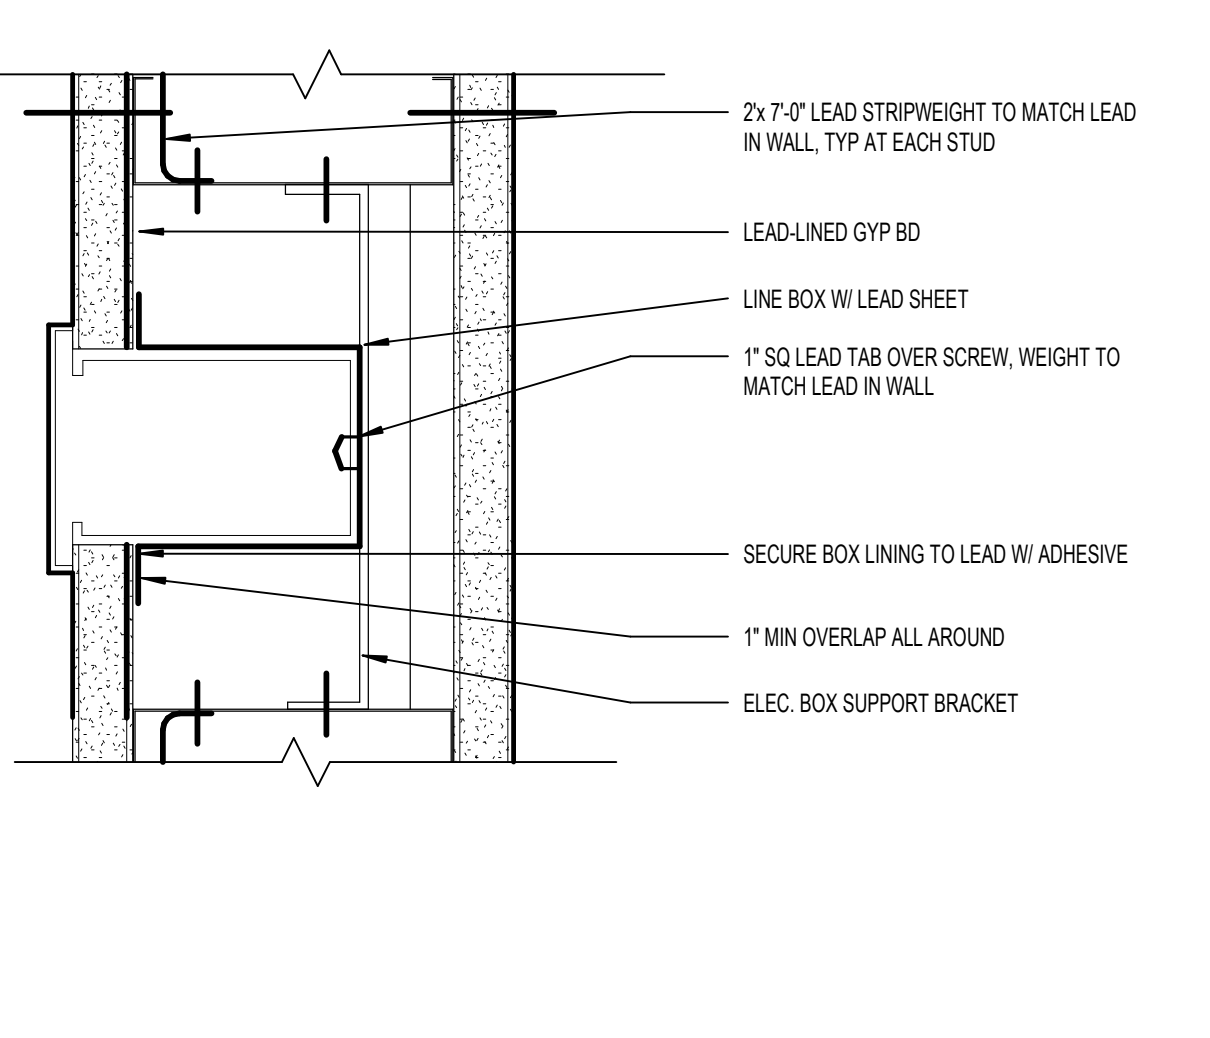 2'x 7'-0" LEAD STRIPWEIGHT TO MATCH LEAD
IN WALL, TYP AT EACH STUD
LEAD-LINED GYP BD
LINE BOX W/ LEAD SHEET
1" SQ LEAD TAB OVER SCREW, WEIGHT TO
MATCH LEAD IN WALL
SECURE BOX LINING TO LEAD W/ ADHESIVE
1" MIN OVERLAP ALL AROUND
ELEC. BOX SUPPORT BRACKET